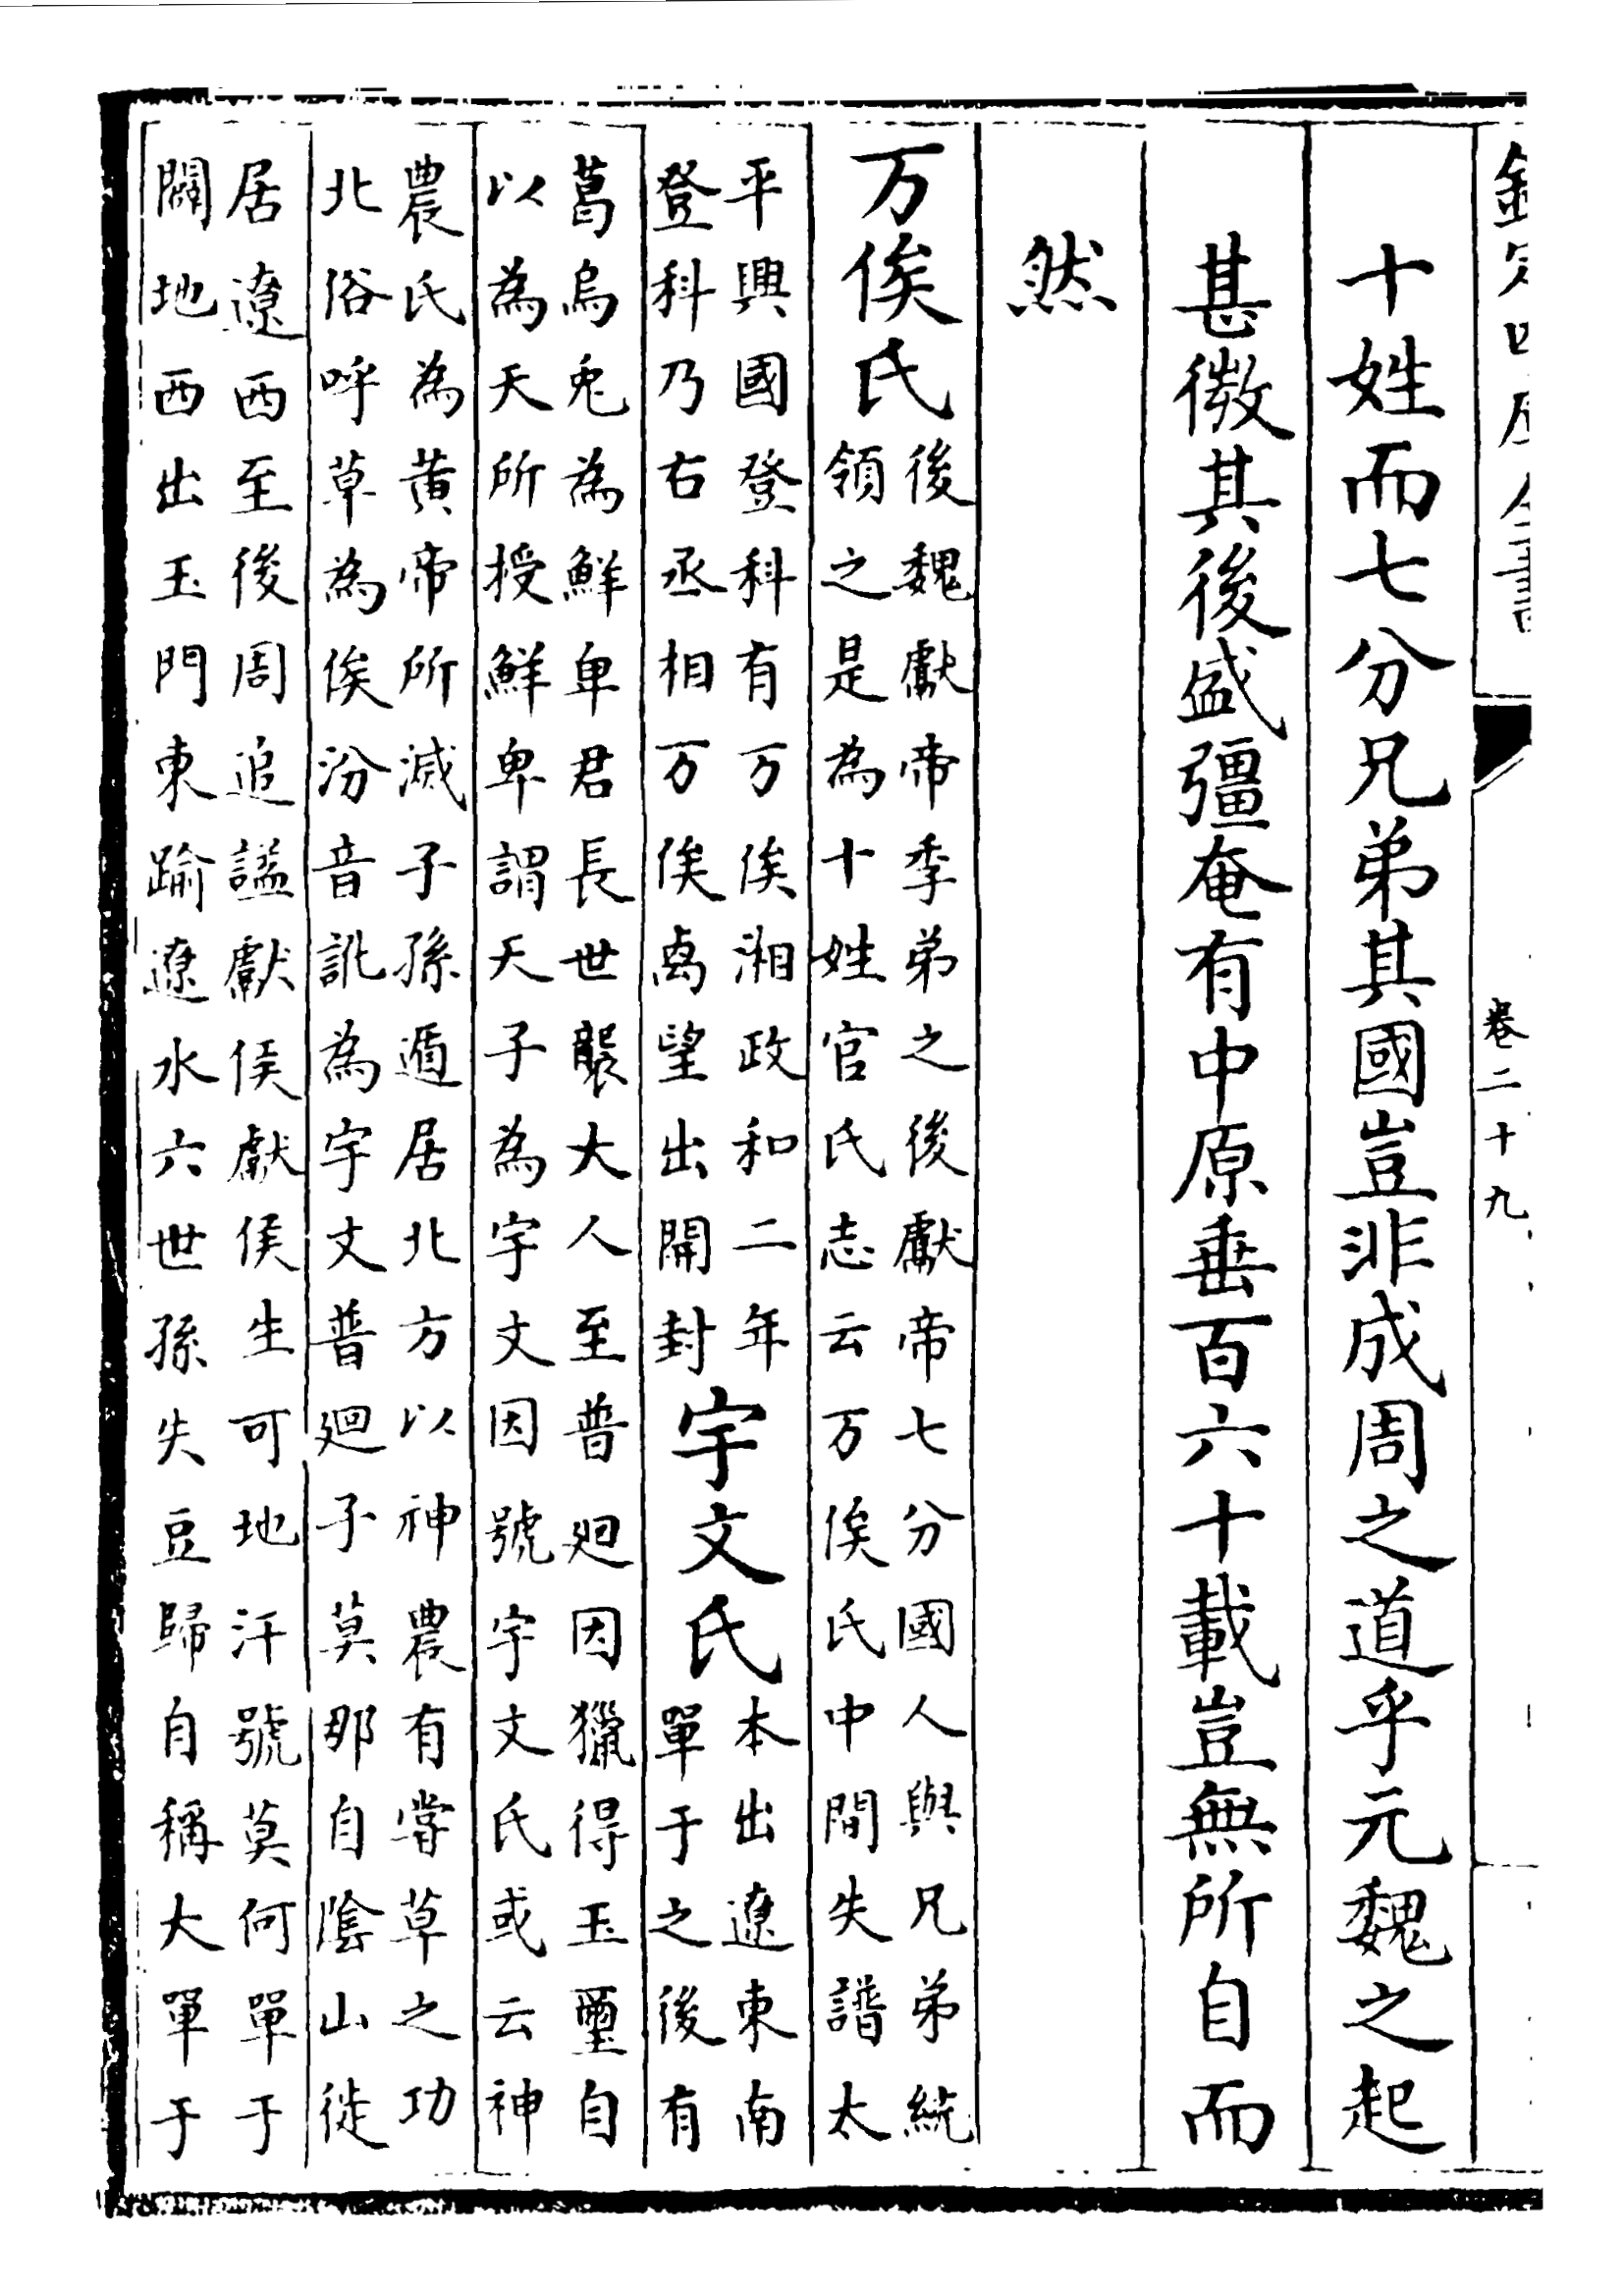 欽定四庫全書
卷二十九
十姓而七分兄弟其國豈非成周之道乎元魏之起
甚微其後盛彊奄有中原垂百六十載豈無所自而
然
万俟氏
後魏獻帝季弟之後獻帝七分國人與兄弟統
領之是為十姓官氏志云万俟氏中間失譜太
平興國登科有万俟湘政和二年
登科乃右丞相万俟卨望出開封
宇文氏
本出遼東南
單于之後有
葛烏兎為鮮卑君長世襲大人至普廻因獵得玉璽自
以為天所授鮮卑謂天子為宇文因號宇文氏或云神
農氏為黄帝所滅子孫遁居北方以神農有嘗草之功
北俗呼草為俟汾音訛為宇文普廻子莫那自陰山徙
居遼西至後周追諡獻侯獻侯生可地汗號莫何單于
闢地西出玉門東踰遼水六世孫失豆歸自稱大單于